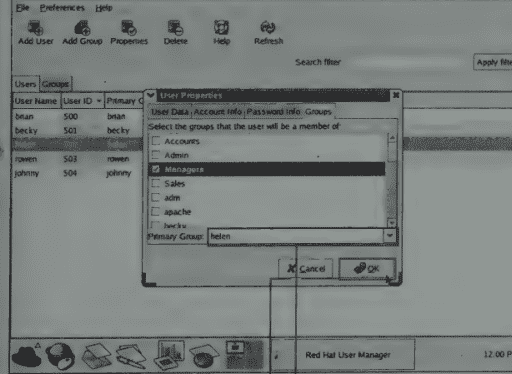 File Preferences Help
Add User Add Group Properties Delete Help Refresh
Search filter Apply
Users Groups
User Name User ID Primary
brian 500 brian
becky 501 becky
rowen 503 rowen
johnny 504 johnny
User Properties
User Data Account Info Password Info Groups
Select the groups that the user will be a member of
Accounts
Admin
Managers
Sales
adm
apache
becky
Primary Group: helen
Cancel OK
Red Hat User Manager 12:00 P